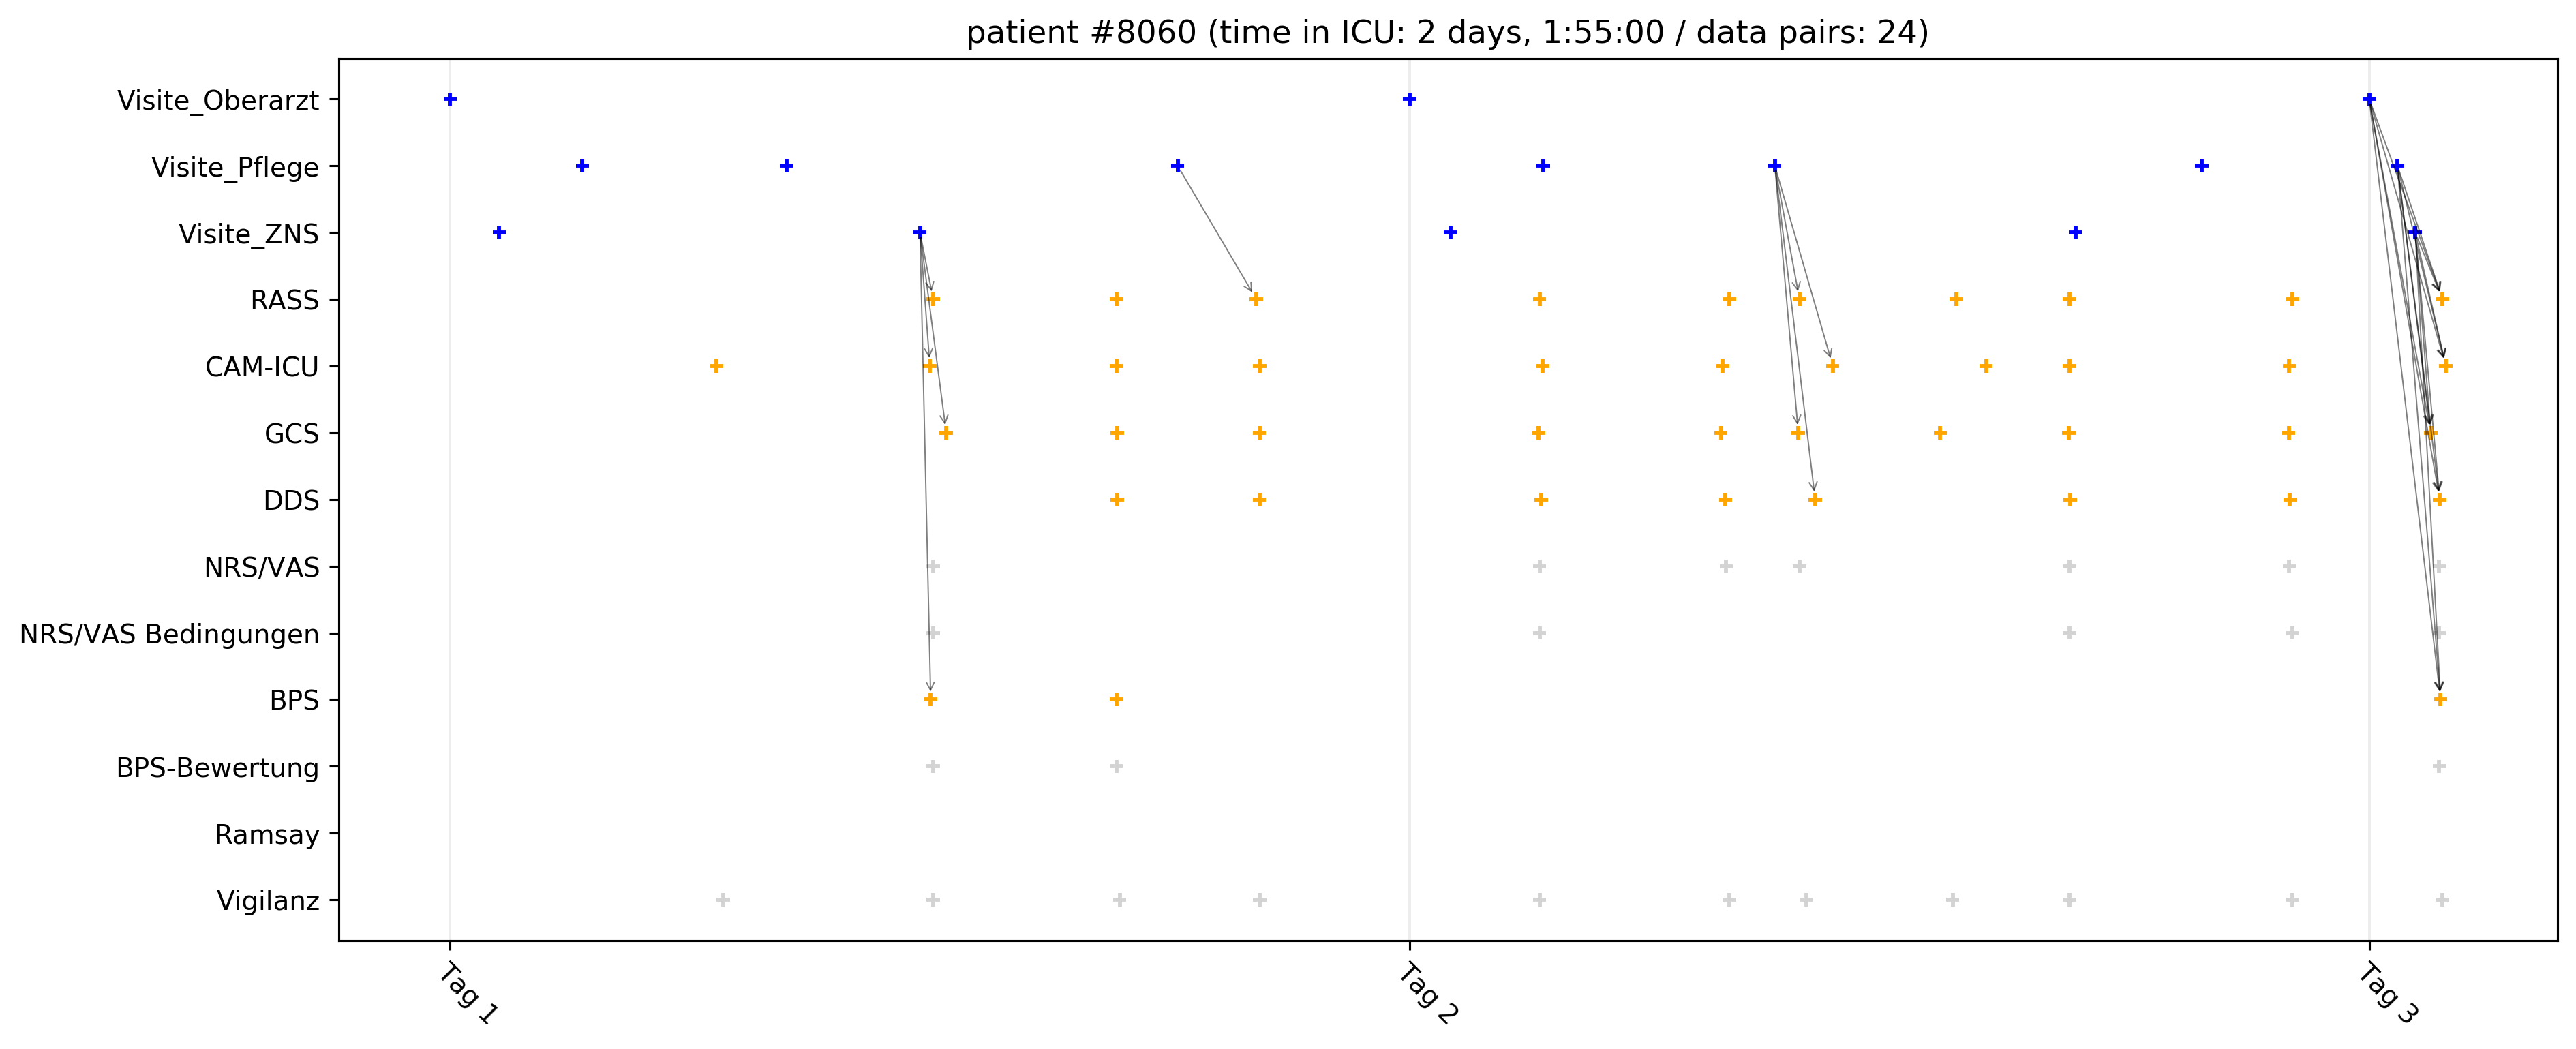 patient #8060 (time in ICU: 2 days, 1:55:00 / data pairs: 24)
Visite_Oberarzt
Visite_Pflege
Visite_ZNS
RASS
CAM-ICU
GCS
DDS
NRS/VAS
NRS/VAS Bedingungen
BPS
BPS-Bewertung
Ramsay
Vigilanz
Tag 1
Tag 2
Tag 3